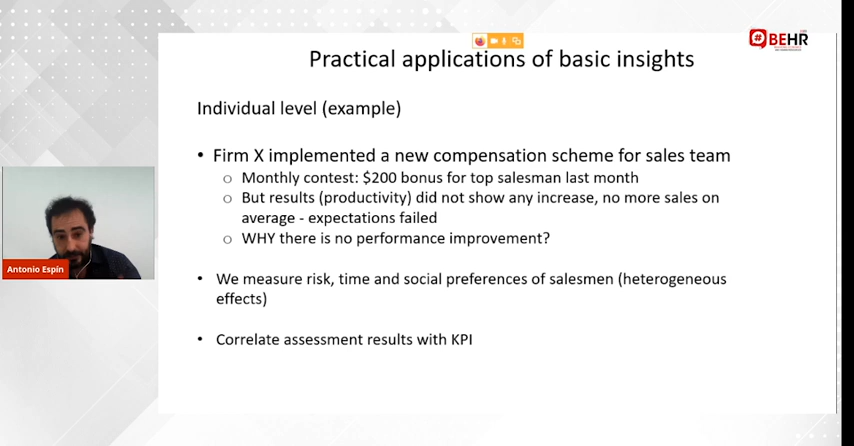 #BEHR
Practical applications of basic insights
Individual level (example)
• Firm X implemented a new compensation scheme for sales team
o Monthly contest: $200 bonus for top salesman last month
o But results (productivity) did not show any increase, no more sales on
average - expectations failed
o WHY there is no performance improvement?
• We measure risk, time and social preferences of salesmen (heterogeneous
effects)
• Correlate assessment results with KPI
Antonio Espín